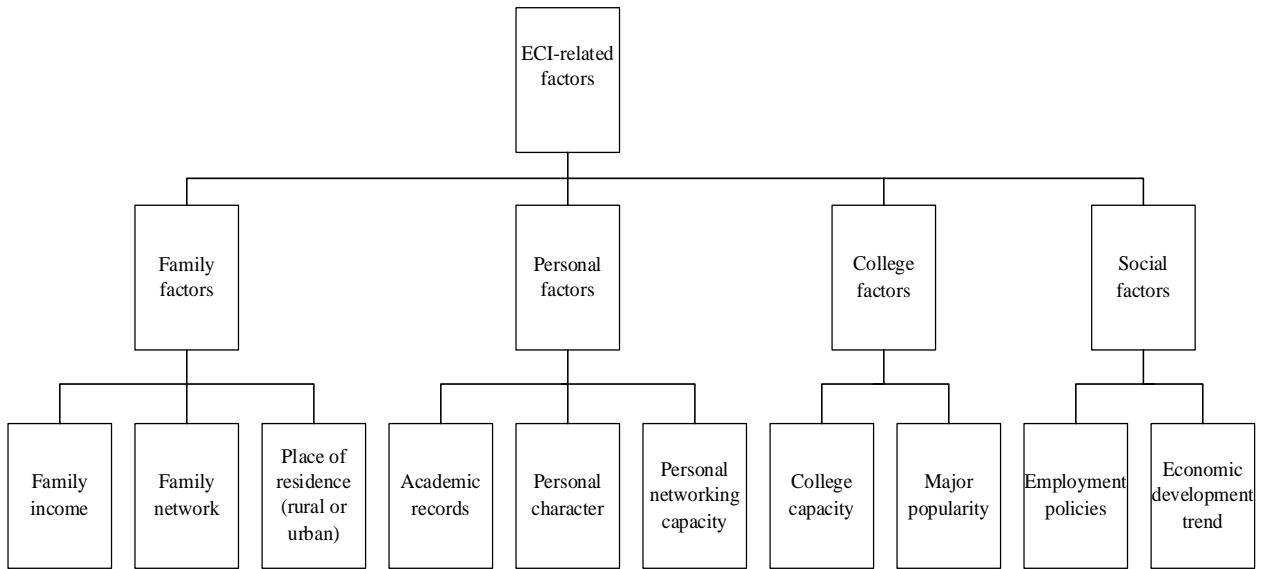 ECI-related
factors
Family
factors
Personal
factors
College
factors
Social
factors
Family
income
Family
network
Place of
residence
(rural or
urban)
Academic
records
Personal
character
Personal
networking
capacity
College
capacity
Major
popularity
Employment
policies
Economic
development
trend